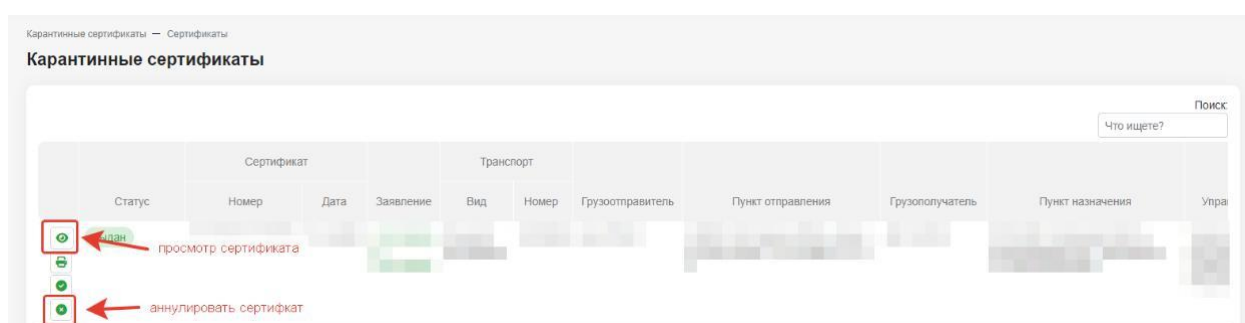 Карантинные сертификаты — Сертификаты
Карантинные сертификаты
Поиск:
Что ищете?
Сертификат Транспорт
Статус Номер Дата Заявление Вид Номер Грузоотправитель Пункт отправления Грузополучатель Пункт назначения Упра
просмотр сертификата
аннулировать сертифкат